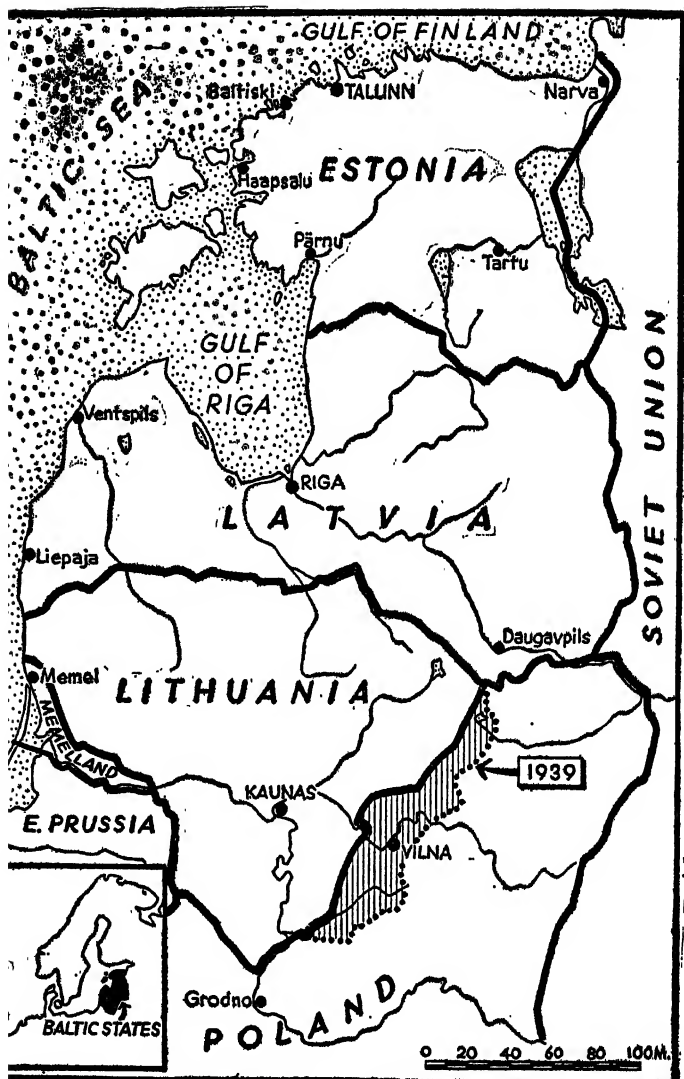 GULF OF FINLAND
BALTIC SEA
Baltiski
TALUNN
Narva
Haapsalu
ESTONIA
Pärnu
Tartu
GULF
OF
RIGA
SOVIET UNION
Ventspils
RIGA
LATVIA
Liepaja
Daugavpils
Memel
LITHUANIA
MEMELLAND
1939
KAUNAS
E. PRUSSIA
VILNA
Grodno
POLAND
BALTIC STATES
0 20 40 60 80 100M.